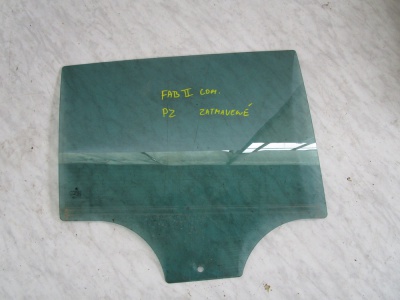 FAB II COM.
PZ ZATMAVENÉ